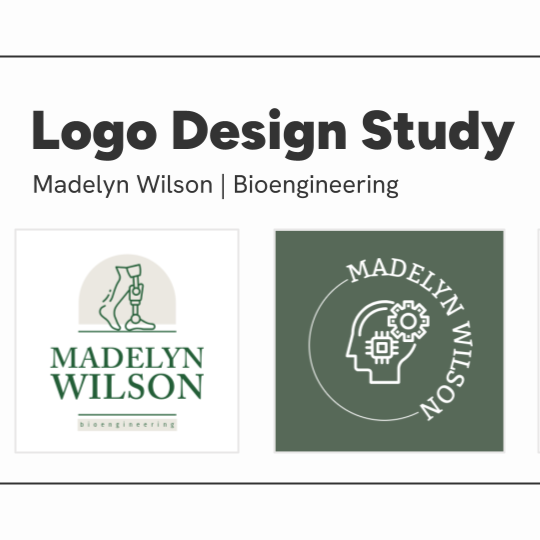 Logo Design Study
Madelyn Wilson | Bioengineering
MADELYN
WILSON
bioengineering
MADELYN WILSON